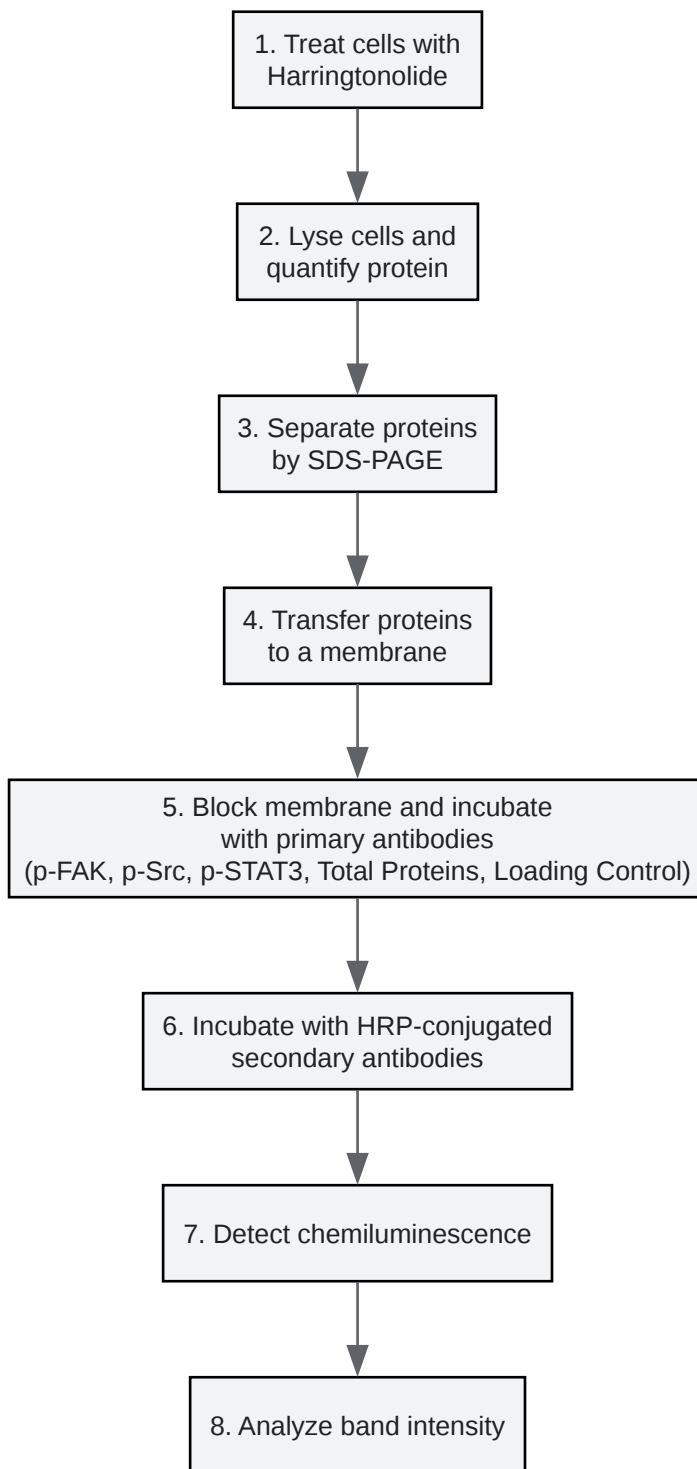 1. Treat cells with
Harringtonolide
2. Lyse cells and
quantify protein
3. Separate proteins
by SDS-PAGE
4. Transfer proteins
to a membrane
5. Block membrane and incubate
with primary antibodies
(p-FAK, p-Src, p-STAT3, Total Proteins, Loading Control)
6. Incubate with HRP-conjugated
secondary antibodies
7. Detect chemiluminescence
8. Analyze band intensity